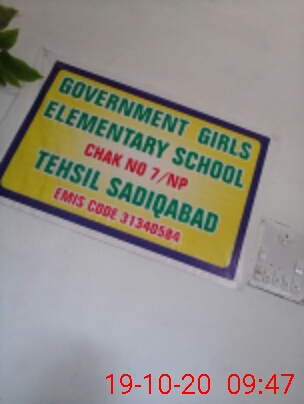 GOVERNMENT GIRLS
ELEMENTARY SCHOOL
CHAK NO 7/NP
TEHSIL SADIQABAD
EMIS CODE 31340584
19-10-20 09:47